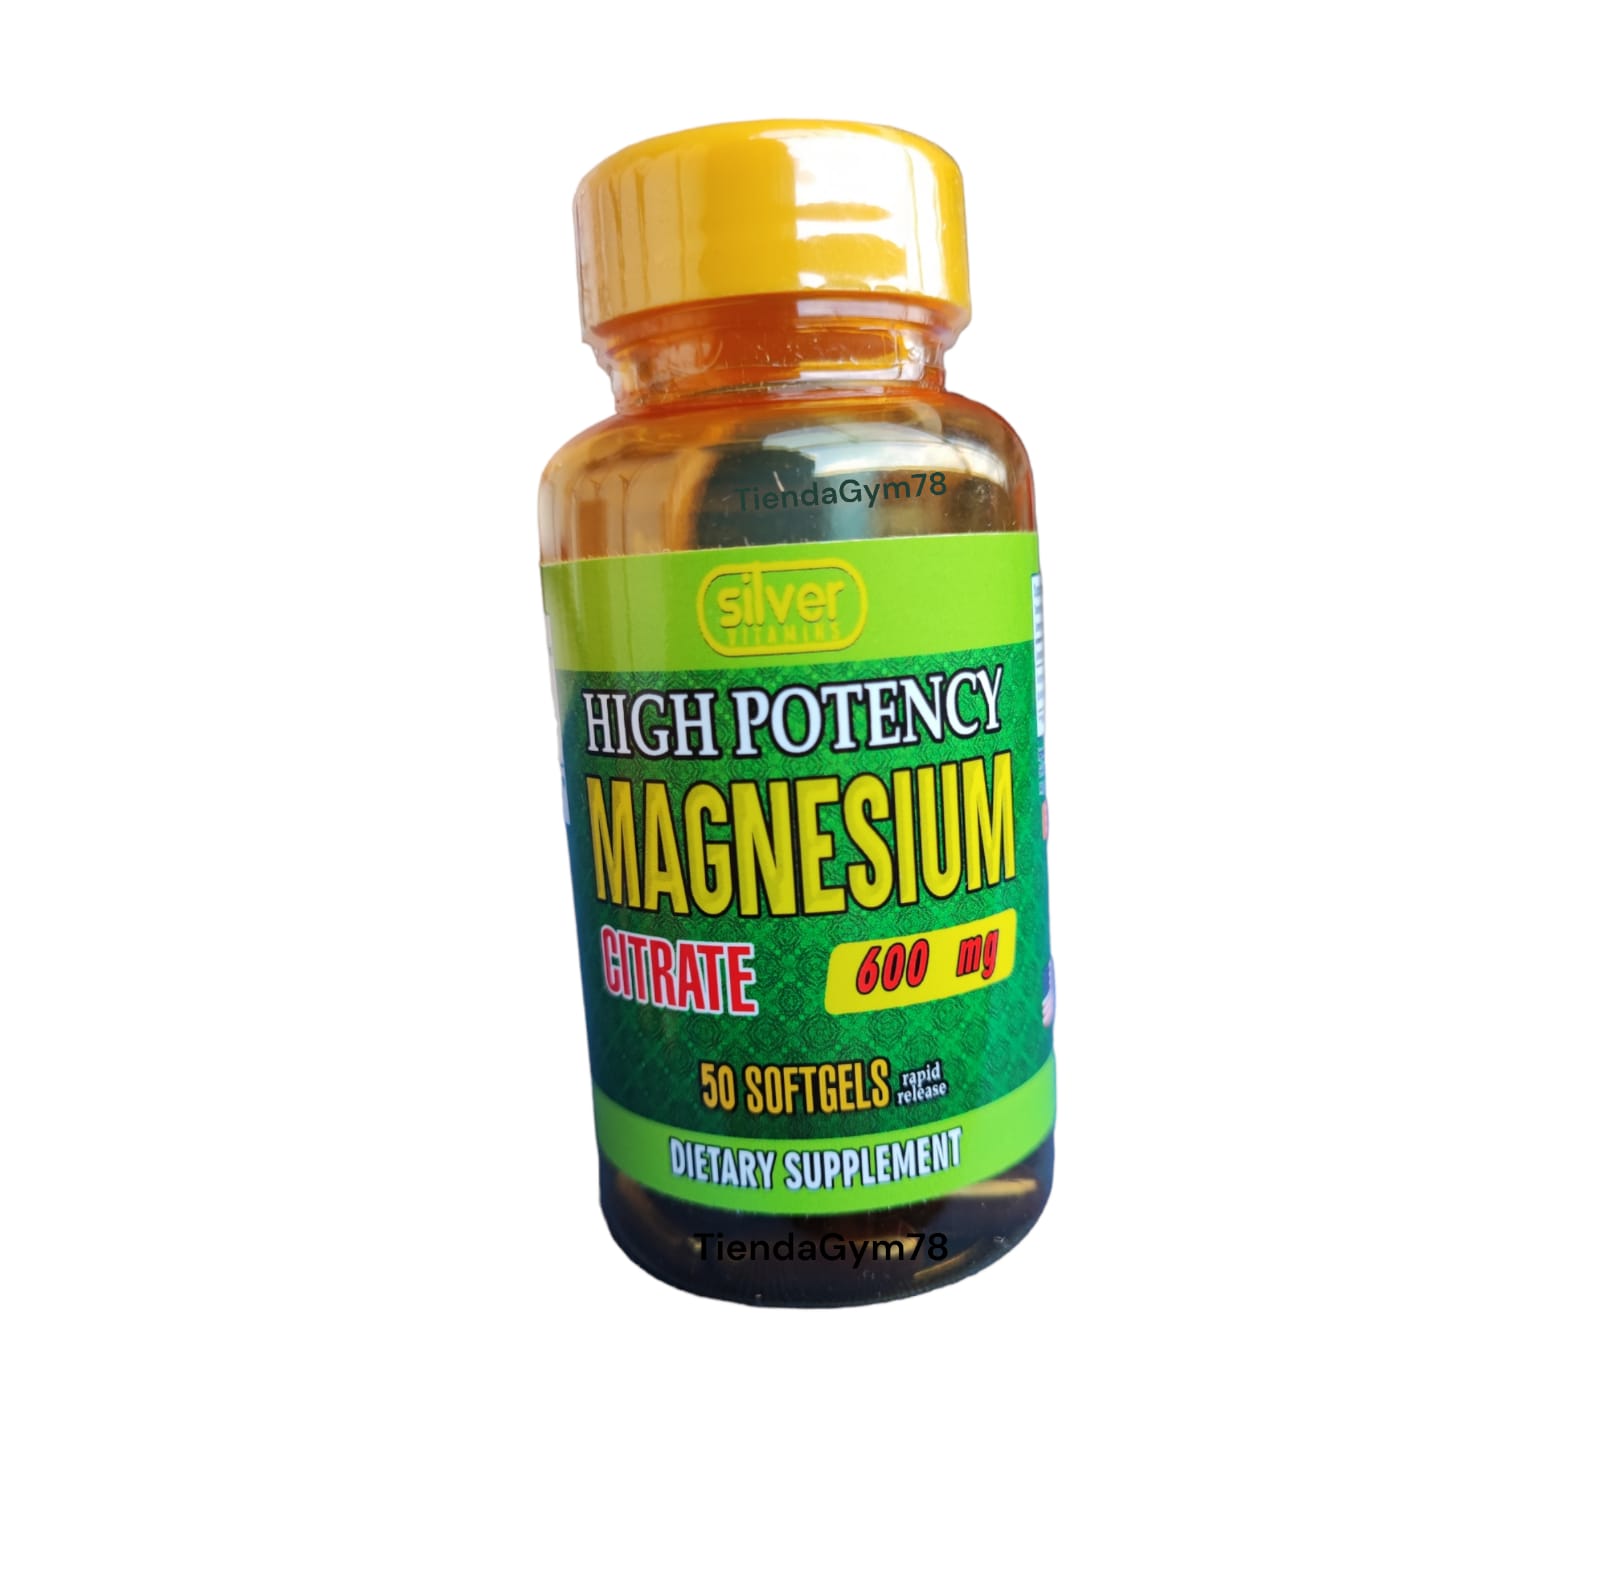 TiendaGym78
silver
VITAMINS
HIGH POTENCY
MAGNESIUM
CITRATE
600 mg
50 SOFTGELS rapid
release
DIETARY SUPPLEMENT
TiendaGym78